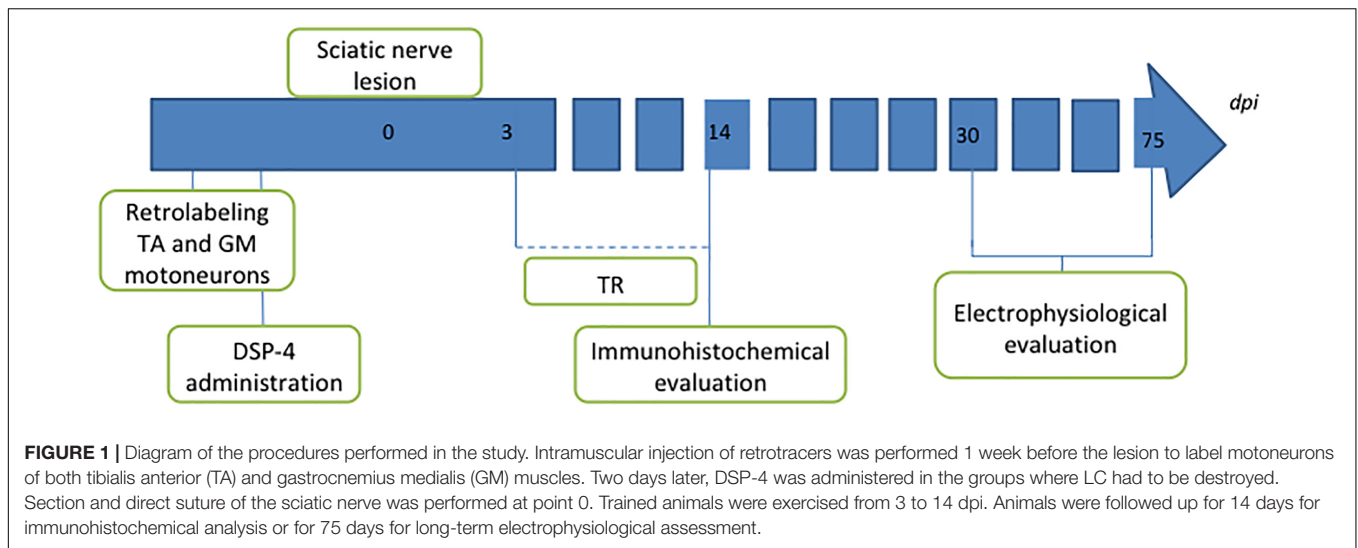 Sciatic nerve
lesion
dpi
0 3 14 30 75
Retrolabeling
TA and GM
motoneurons
TR
DSP-4
administration
Immunohistochemical
evaluation
Electrophysiological
evaluation
FIGURE 1 | Diagram of the procedures performed in the study. Intramuscular injection of retrotracers was performed 1 week before the lesion to label motoneurons
of both tibialis anterior (TA) and gastrocnemius medialis (GM) muscles. Two days later, DSP-4 was administered in the groups where LC had to be destroyed.
Section and direct suture of the sciatic nerve was performed at point 0. Trained animals were exercised from 3 to 14 dpi. Animals were followed up for 14 days for
immunohistochemical analysis or for 75 days for long-term electrophysiological assessment.